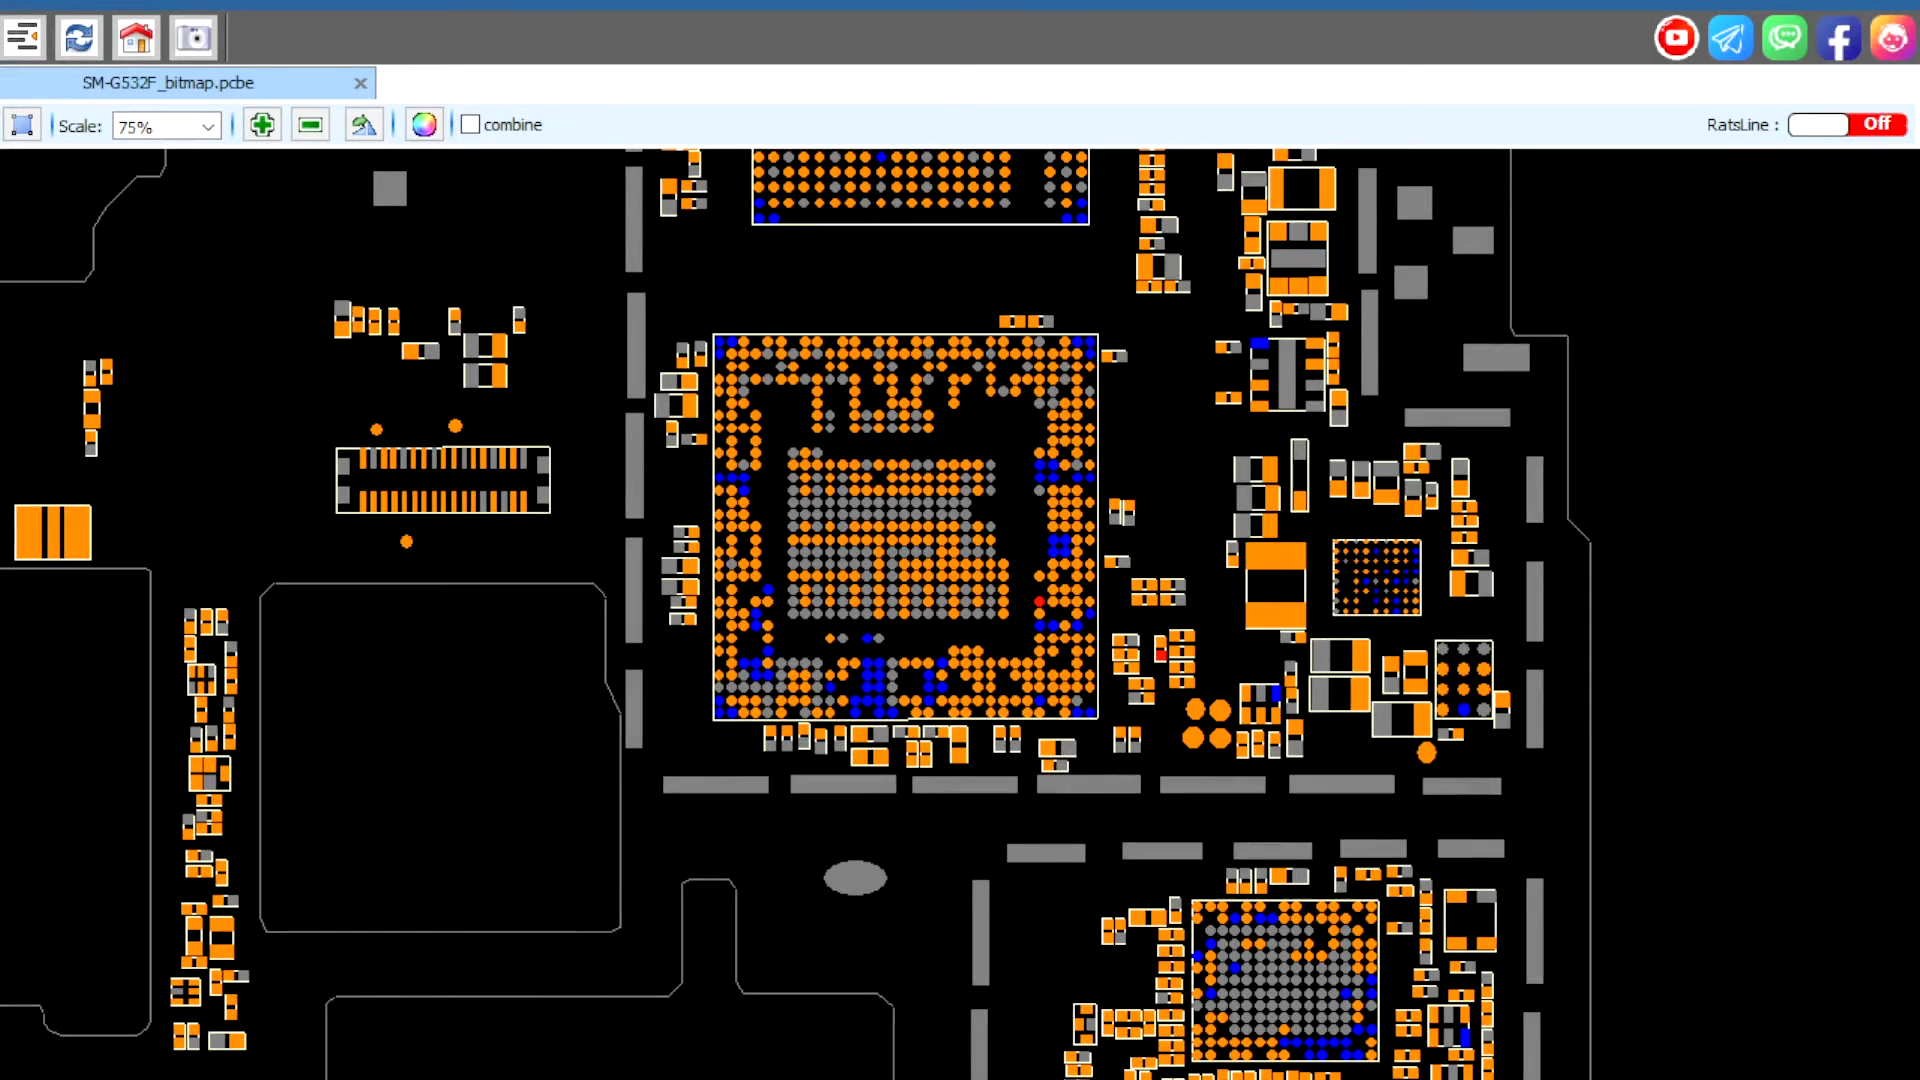 SM-G532F_bitmap.pcbe
Scale: 75% combine RatsLine : Off